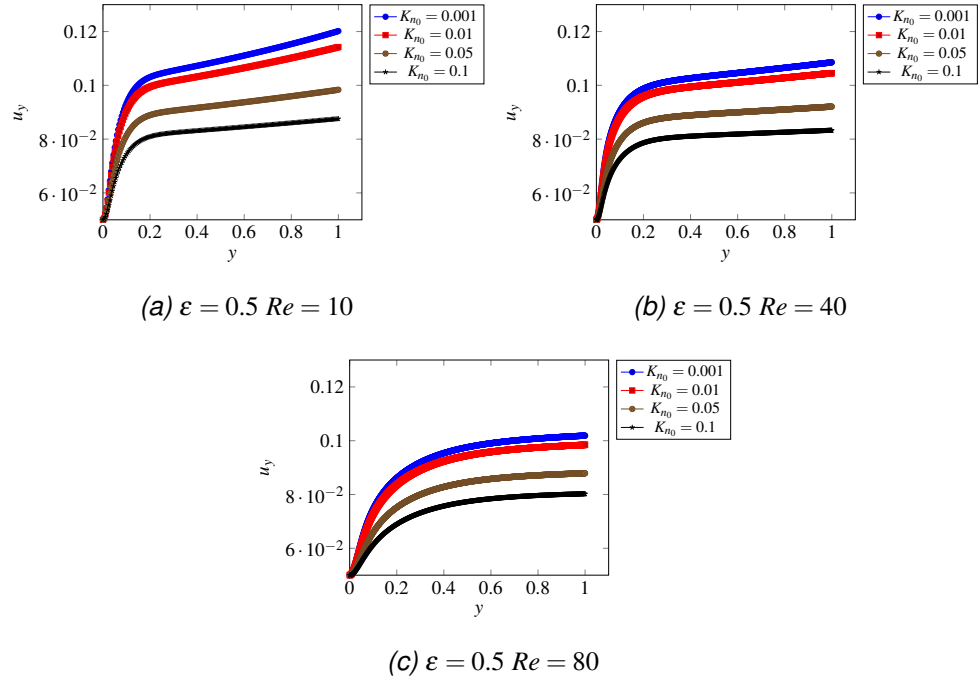 0.12
0.1
8 · 10⁻²
6 · 10⁻²
u_y
0 0.2 0.4 0.6 0.8 1
y
K_{n_0} = 0.001
K_{n_0} = 0.01
K_{n_0} = 0.05
K_{n_0} = 0.1
(a) ε = 0.5 Re = 10
0.12
0.1
8 · 10⁻²
6 · 10⁻²
u_y
0 0.2 0.4 0.6 0.8 1
y
K_{n_0} = 0.001
K_{n_0} = 0.01
K_{n_0} = 0.05
K_{n_0} = 0.1
(b) ε = 0.5 Re = 40
0.12
0.1
8 · 10⁻²
6 · 10⁻²
u_y
0 0.2 0.4 0.6 0.8 1
y
K_{n_0} = 0.001
K_{n_0} = 0.01
K_{n_0} = 0.05
K_{n_0} = 0.1
(c) ε = 0.5 Re = 80